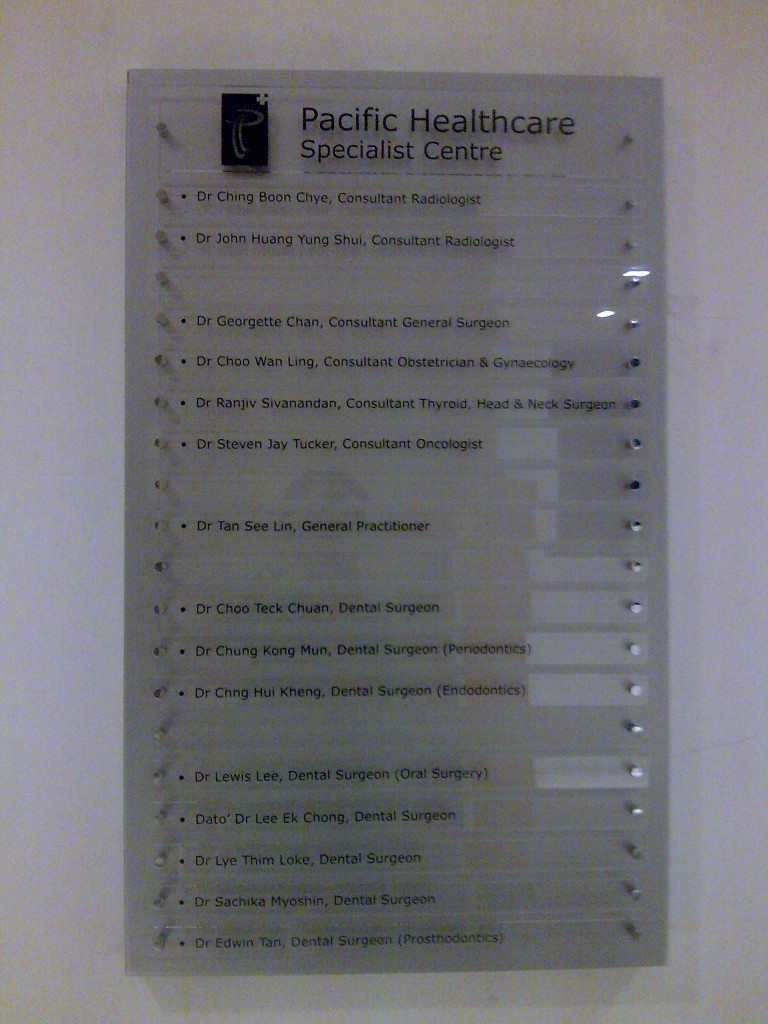 Pacific Healthcare
Specialist Centre
• Dr Ching Boon Chye, Consultant Radiologist
• Dr John Huang Yung Shui, Consultant Radiologist
• Dr Georgette Chan, Consultant General Surgeon
• Dr Choo Wan Ling, Consultant Obstetrician & Gynaecology
• Dr Ranjiv Sivanandan, Consultant Thyroid, Head & Neck Surgeon
• Dr Steven Jay Tucker, Consultant Oncologist
• Dr Tan See Lin, General Practitioner
• Dr Choo Teck Chuan, Dental Surgeon
• Dr Chung Kong Mun, Dental Surgeon (Periodontics)
• Dr Chng Hui Kheng, Dental Surgeon (Endodontics)
• Dr Lewis Lee, Dental Surgeon (Oral Surgery)
• Dato' Dr Lee Ek Chong, Dental Surgeon
• Dr Lye Thim Loke, Dental Surgeon
• Dr Sachika Myoshin, Dental Surgeon
• Dr Edwin Tan, Dental Surgeon (Prosthodontics)